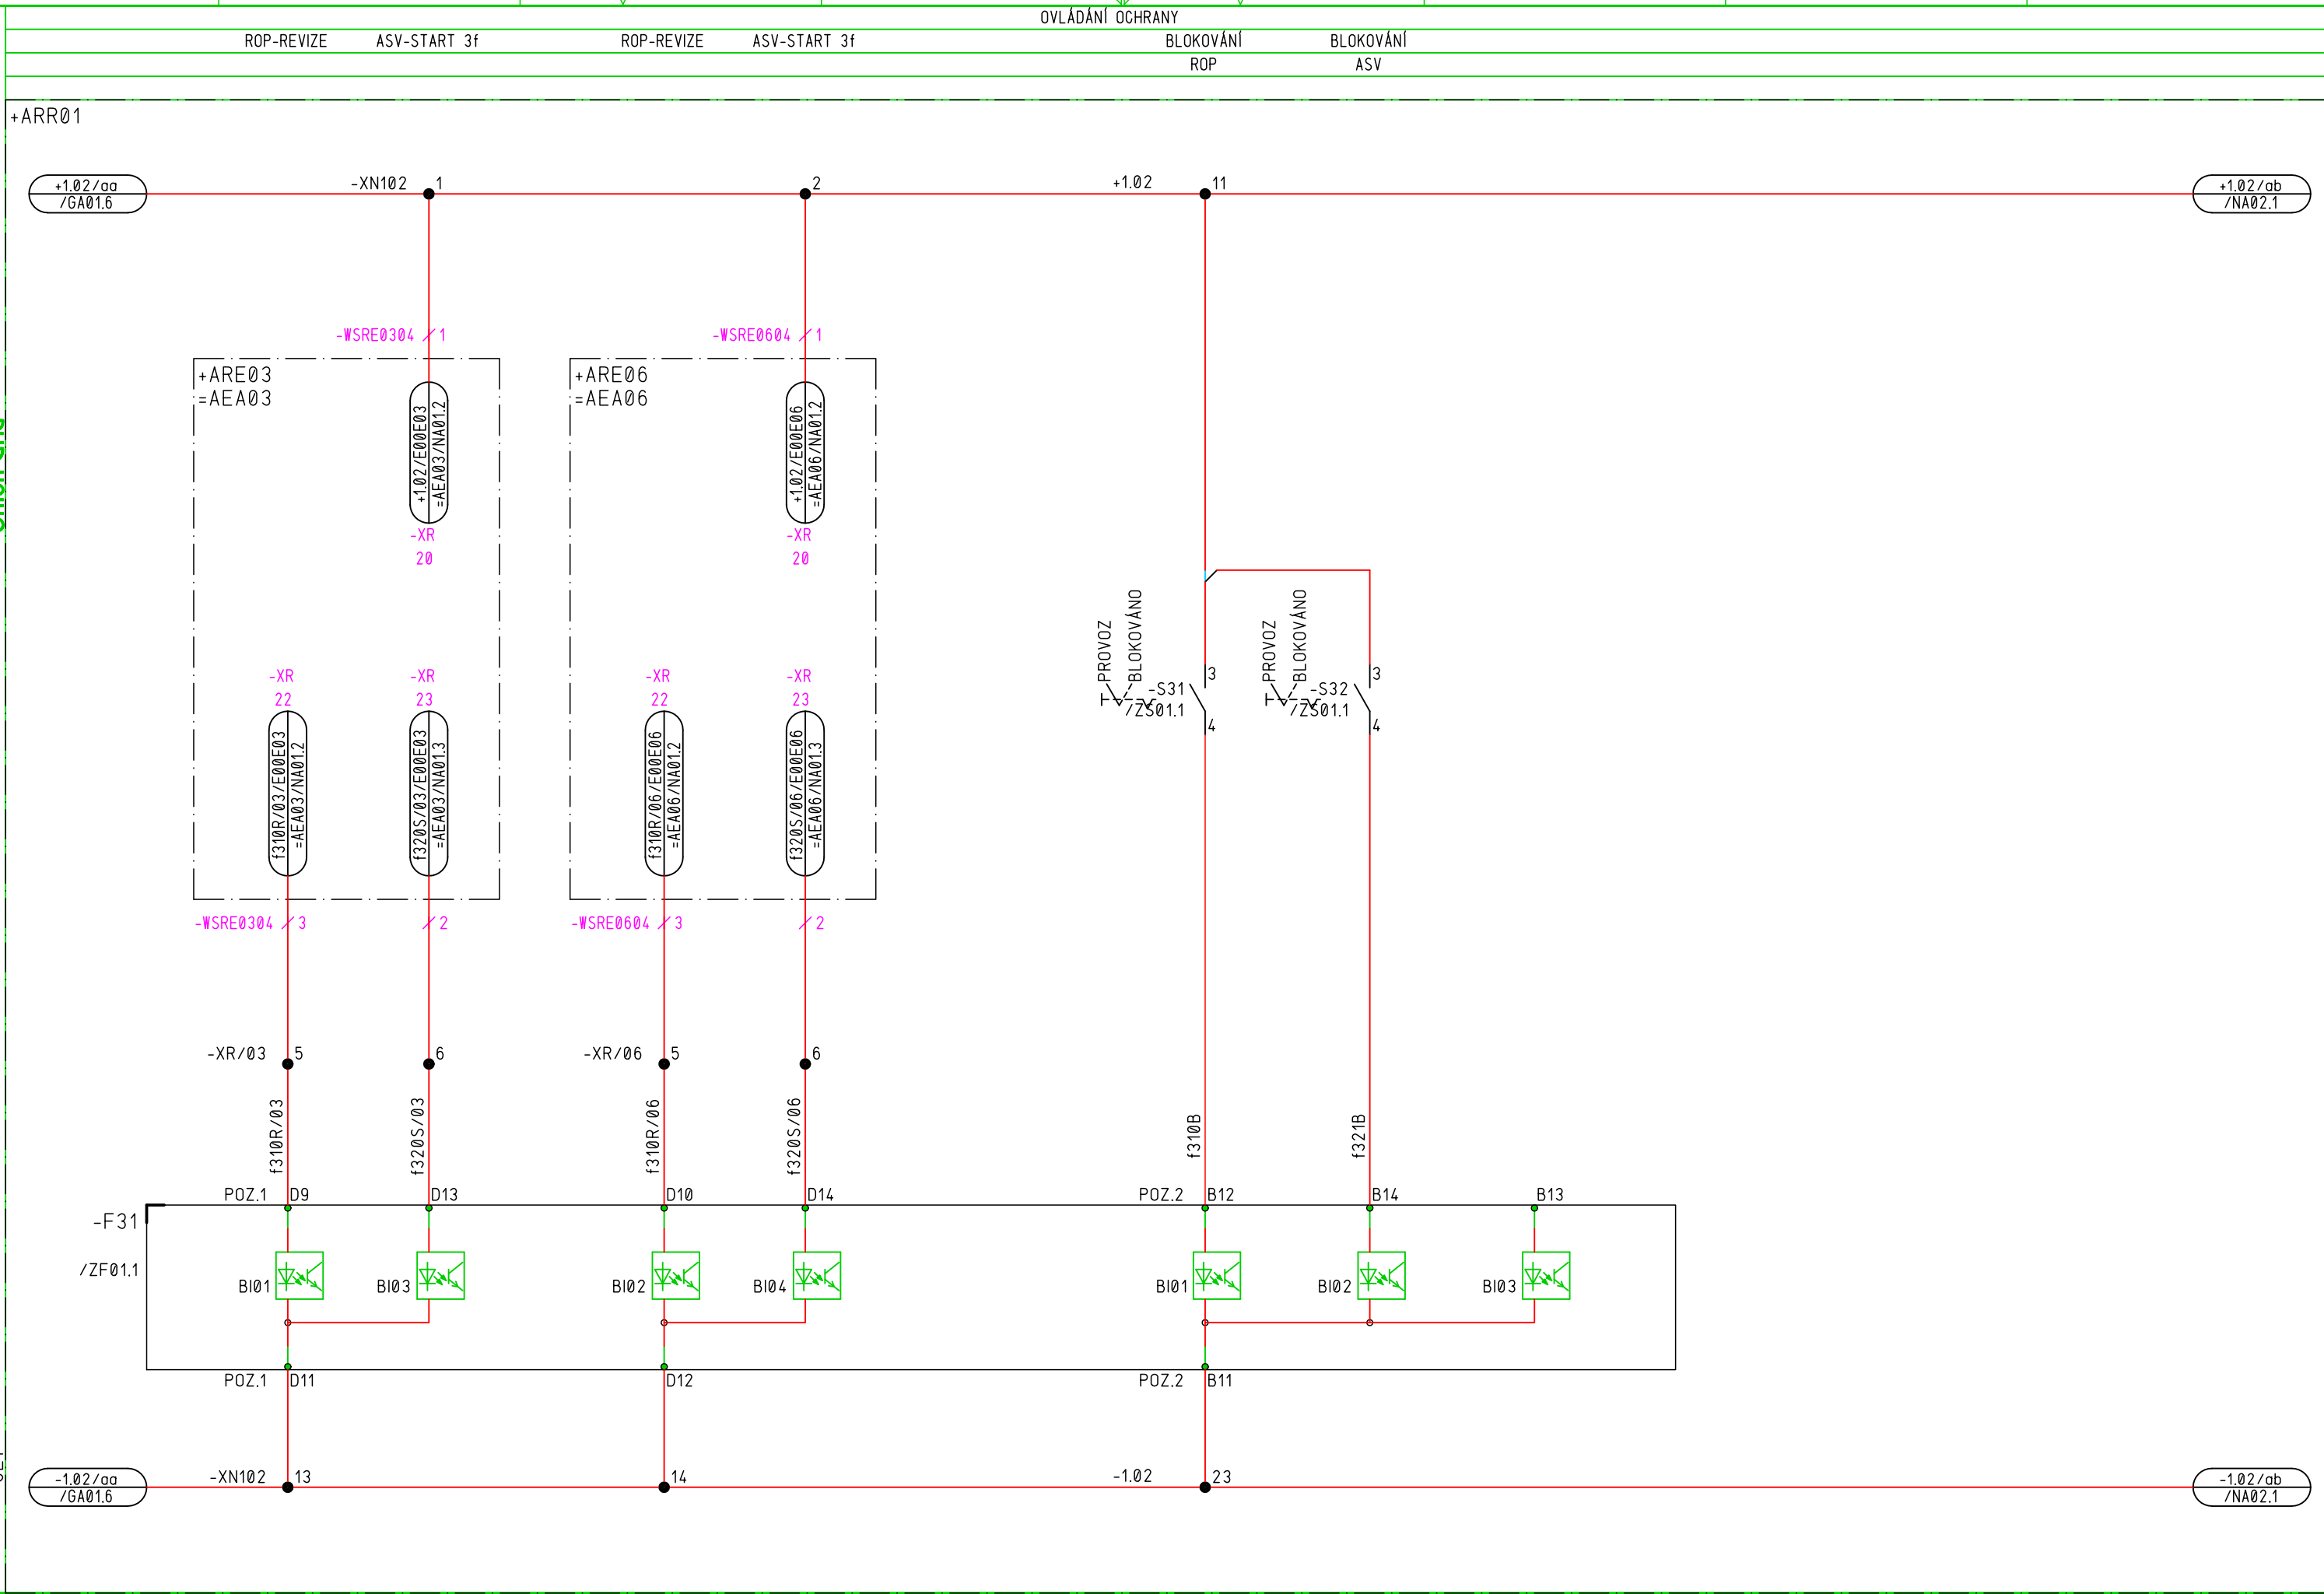 OVLÁDÁNÍ OCHRANY
ROP-REVIZE ASV-START 3f ROP-REVIZE ASV-START 3f BLOKOVÁNÍ BLOKOVÁNÍ
ROP ASV
+ARR01
+1.02/aa
/GA01.6
-XN102 1 2 +1.02 11
+1.02/ab
/NA02.1
-WSRE0304 1 -WSRE0604 1
+ARE03
=AEA03
+1.02/E00E03
=AEA03/NA01.2
-XR
20
+ARE06
=AEA06
+1.02/E00E06
=AEA06/NA01.2
-XR
20
PROVOZ
BLOKOVÁNO
-S31
/ZS01.1
3
4
PROVOZ
BLOKOVÁNO
-S32
/ZS01.1
3
4
-XR
22
-XR
23
-XR
22
-XR
23
f310R/03/E00E03
=AEA03/NA01.2
f320S/03/E00E03
=AEA03/NA01.3
f310R/06/E00E06
=AEA06/NA01.2
f320S/06/E00E06
=AEA06/NA01.3
-WSRE0304 3 2 -WSRE0604 3 2
-XR/03 5 6 -XR/06 5 6
f310R/03
f320S/03
f310R/06
f320S/06
f310B
f321B
POZ.1 D9 D13 D10 D14 POZ.2 B12 B14 B13
-F31
/ZF01.1
BI01 BI03 BI02 BI04 BI01 BI02 BI03
POZ.1 D11 D12 POZ.2 B11
-1.02/aa
/GA01.6
-XN102 13 14 -1.02 23
-1.02/ab
/NA02.1